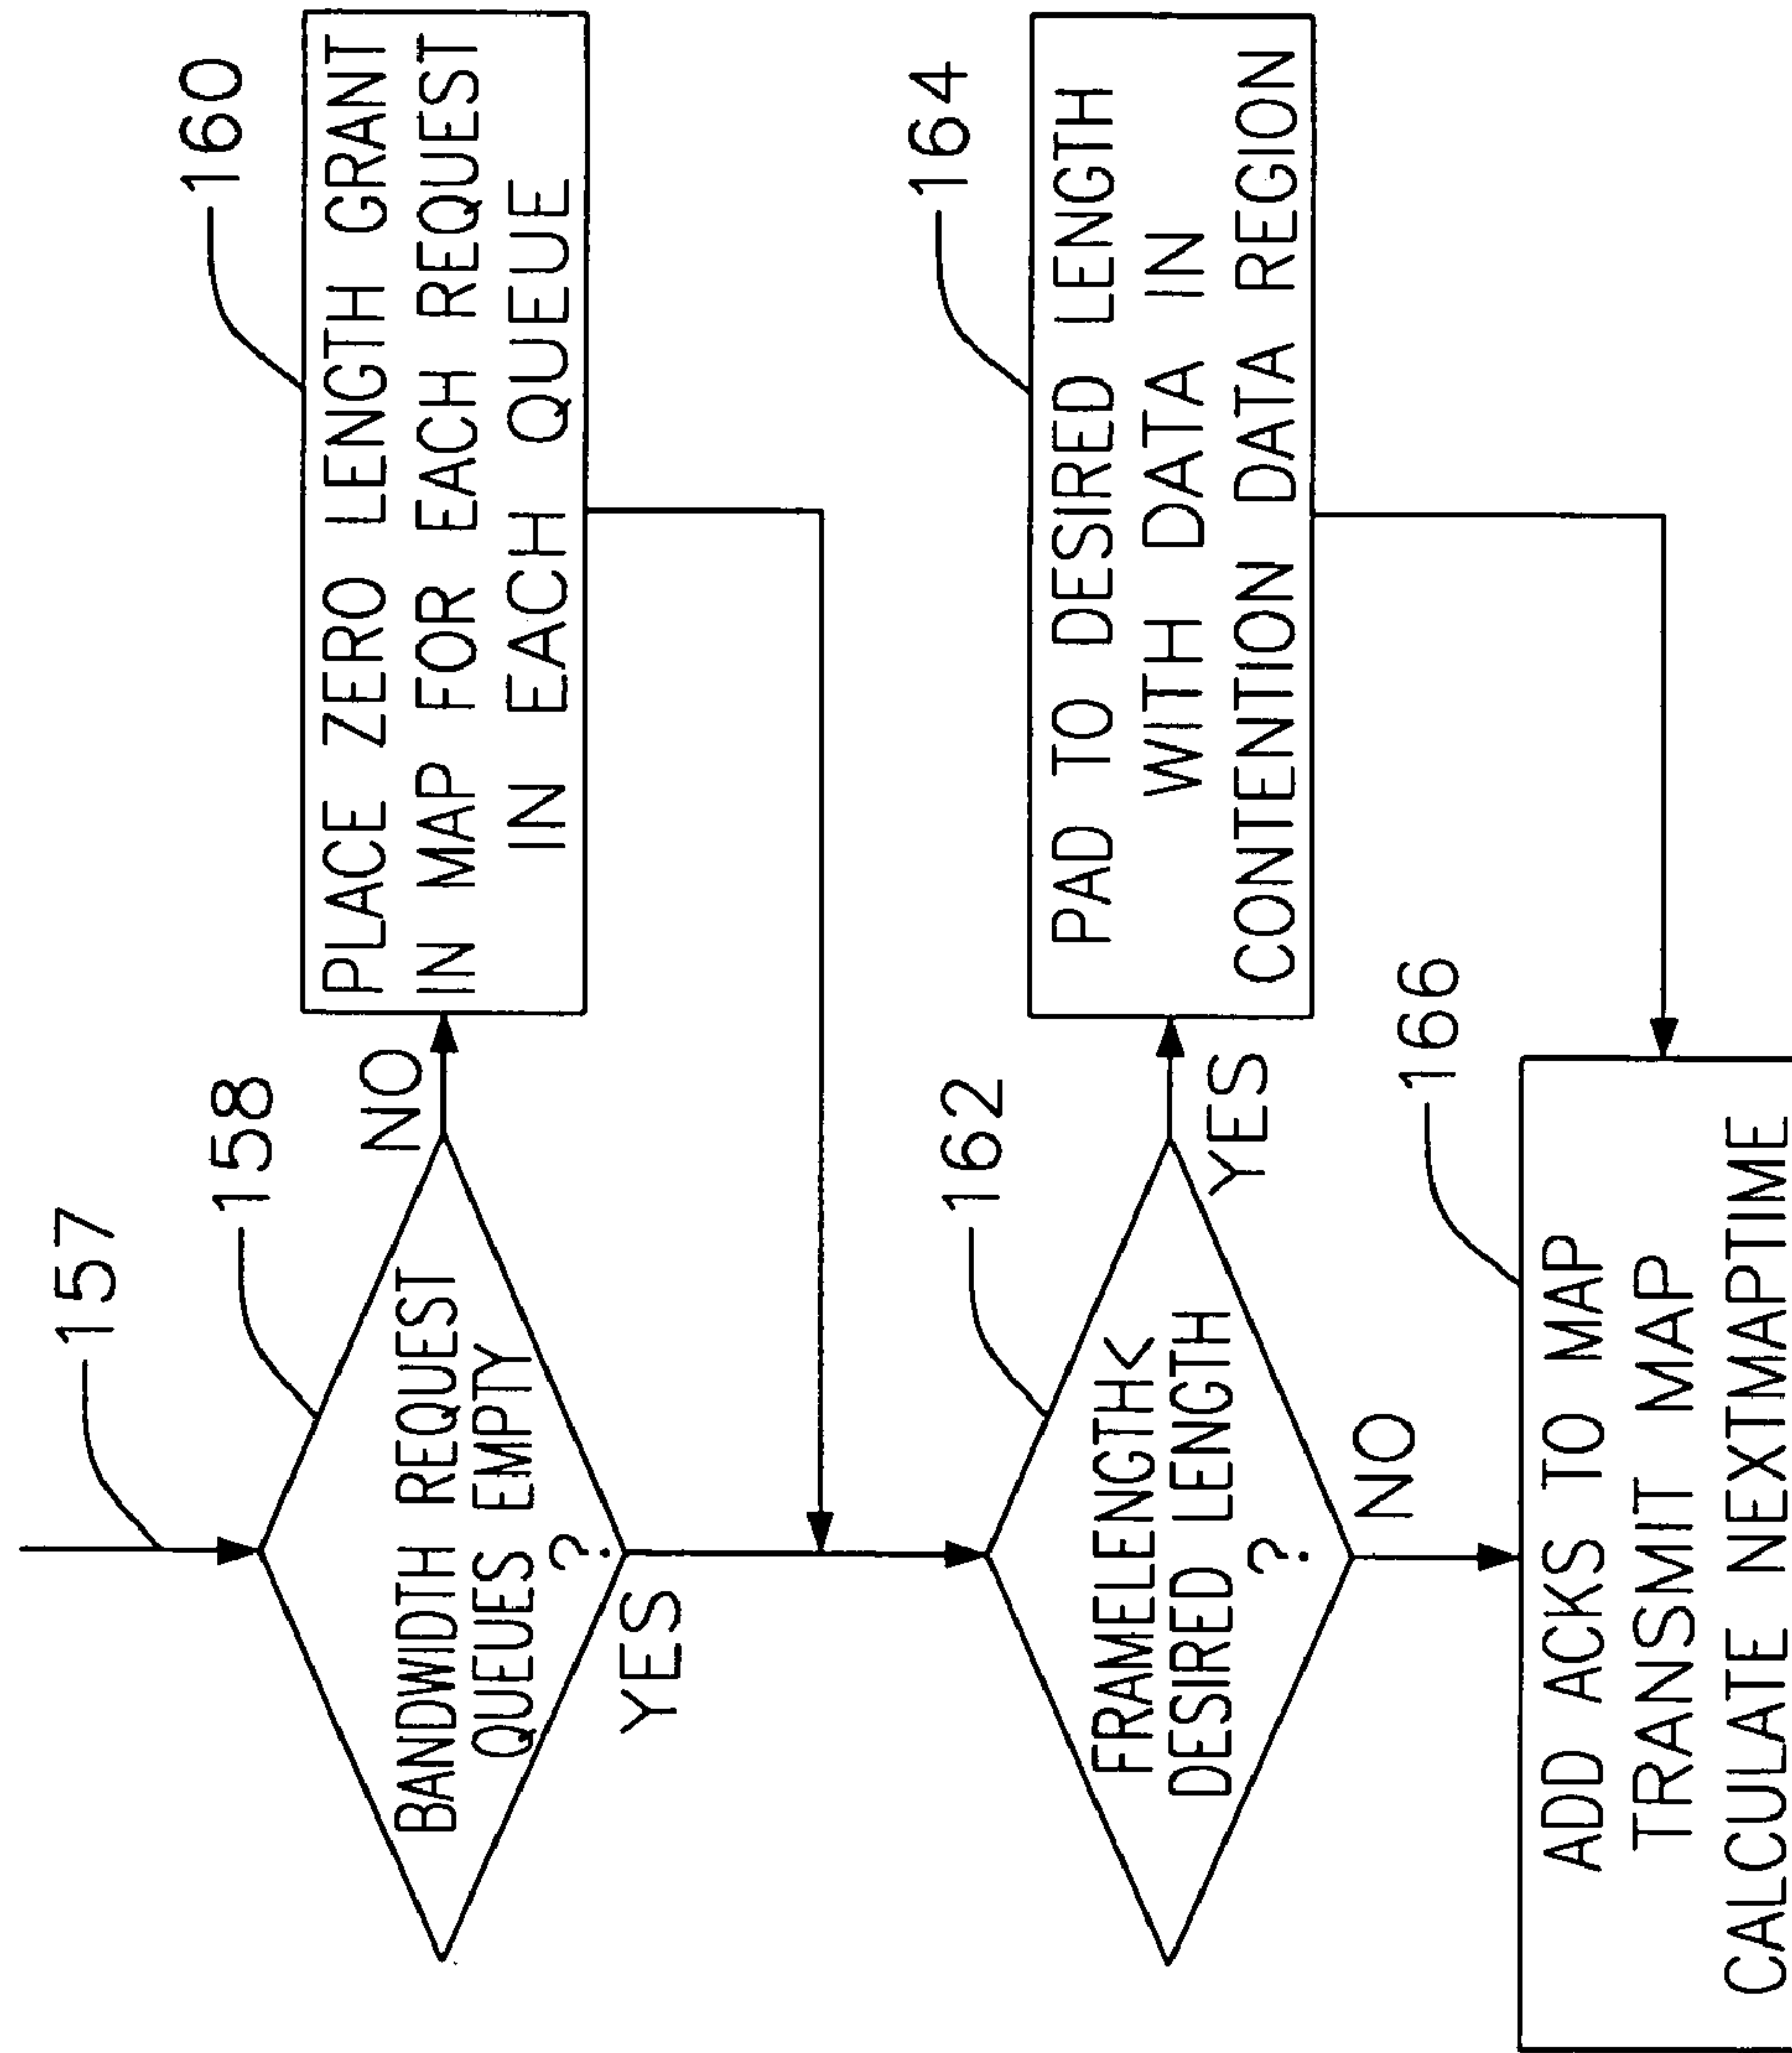 157
158
BANDWIDTH REQUEST
QUEUES EMPTY
?
NO
YES
160
PLACE ZERO LENGTH GRANT
IN MAP FOR EACH REQUEST
IN EACH QUEUE
162
FRAMELENGTH<
DESIRED LENGTH
?
YES
NO
164
PAD TO DESIRED LENGTH
WITH DATA IN
CONTENTION DATA REGION
166
ADD ACKS TO MAP
TRANSMIT MAP
CALCULATE NEXTMAPTIME